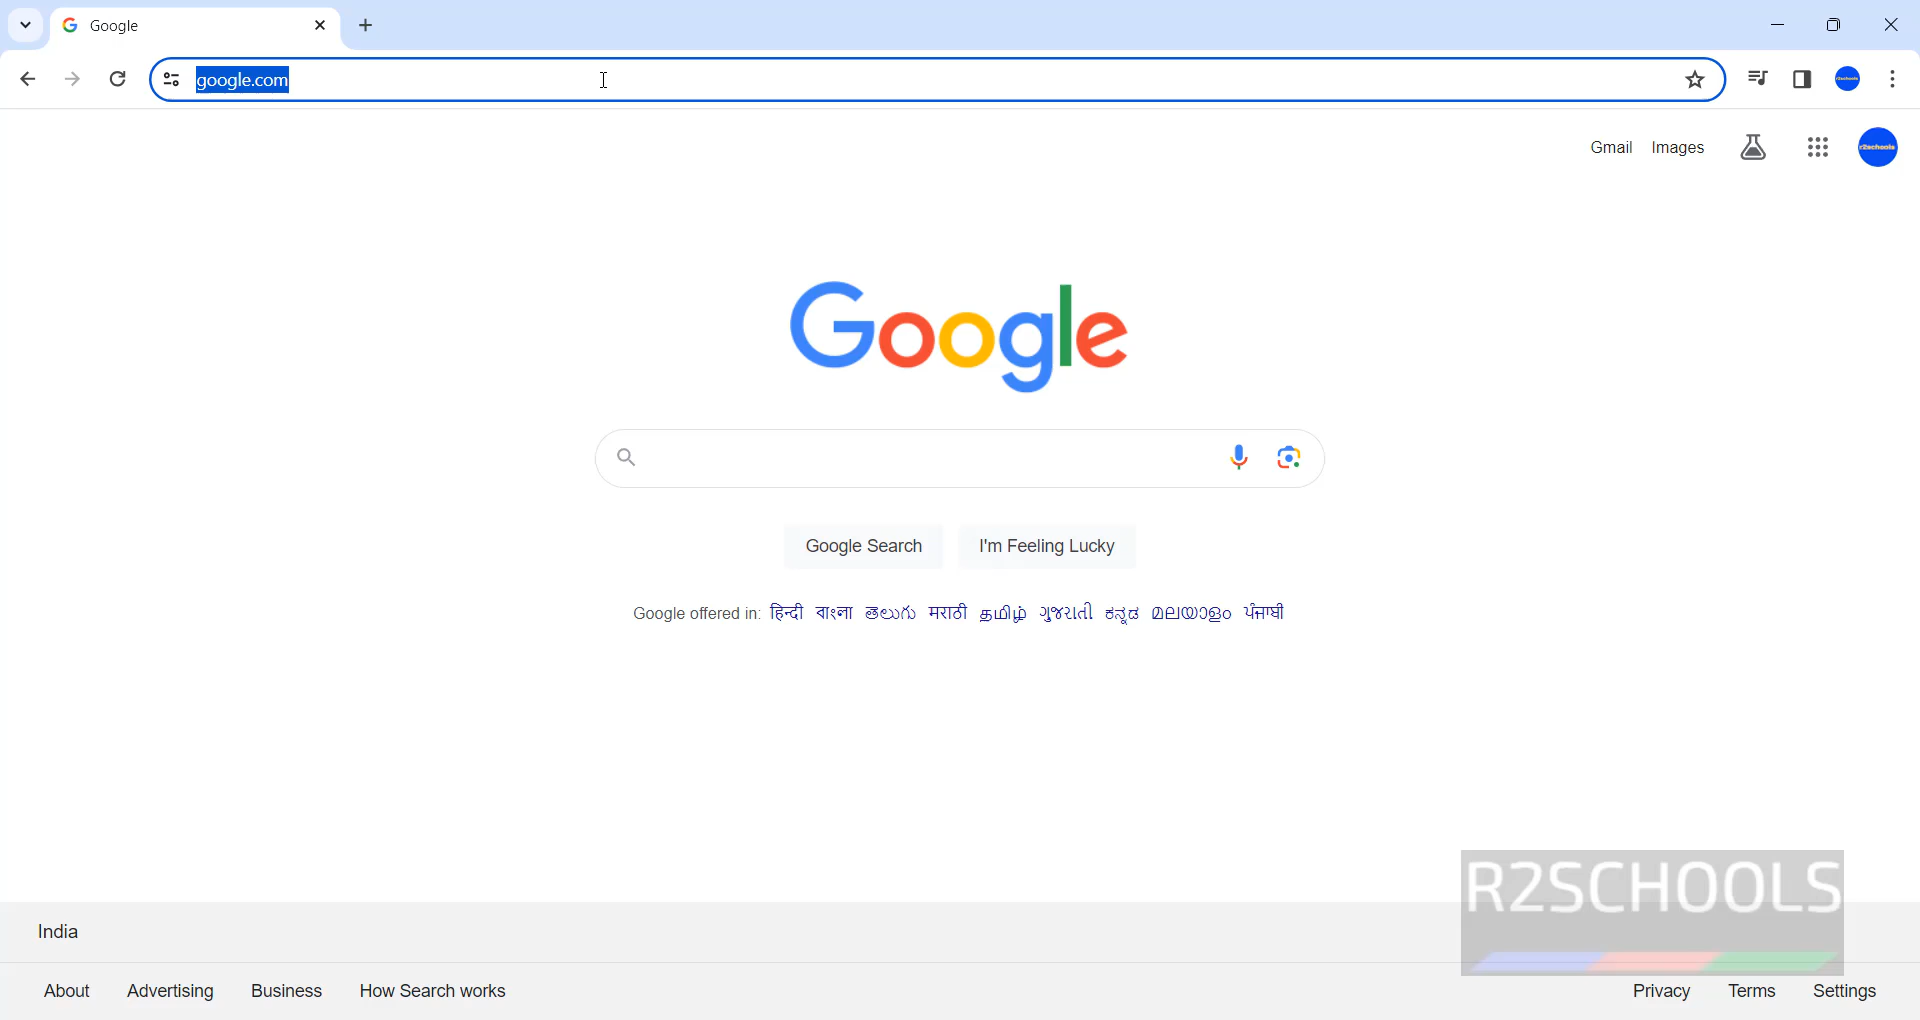 Google
google.com
Gmail Images
r2schools
Google
Google Search I'm Feeling Lucky
Google offered in: हिन्दी বাংলা తెలుగు मराठी தமிழ் ગુજરાતી ಕನ್ನಡ മലയാളം ਪੰਜਾਬੀ
R2SCHOOLS
India
About Advertising Business How Search works Privacy Terms Settings